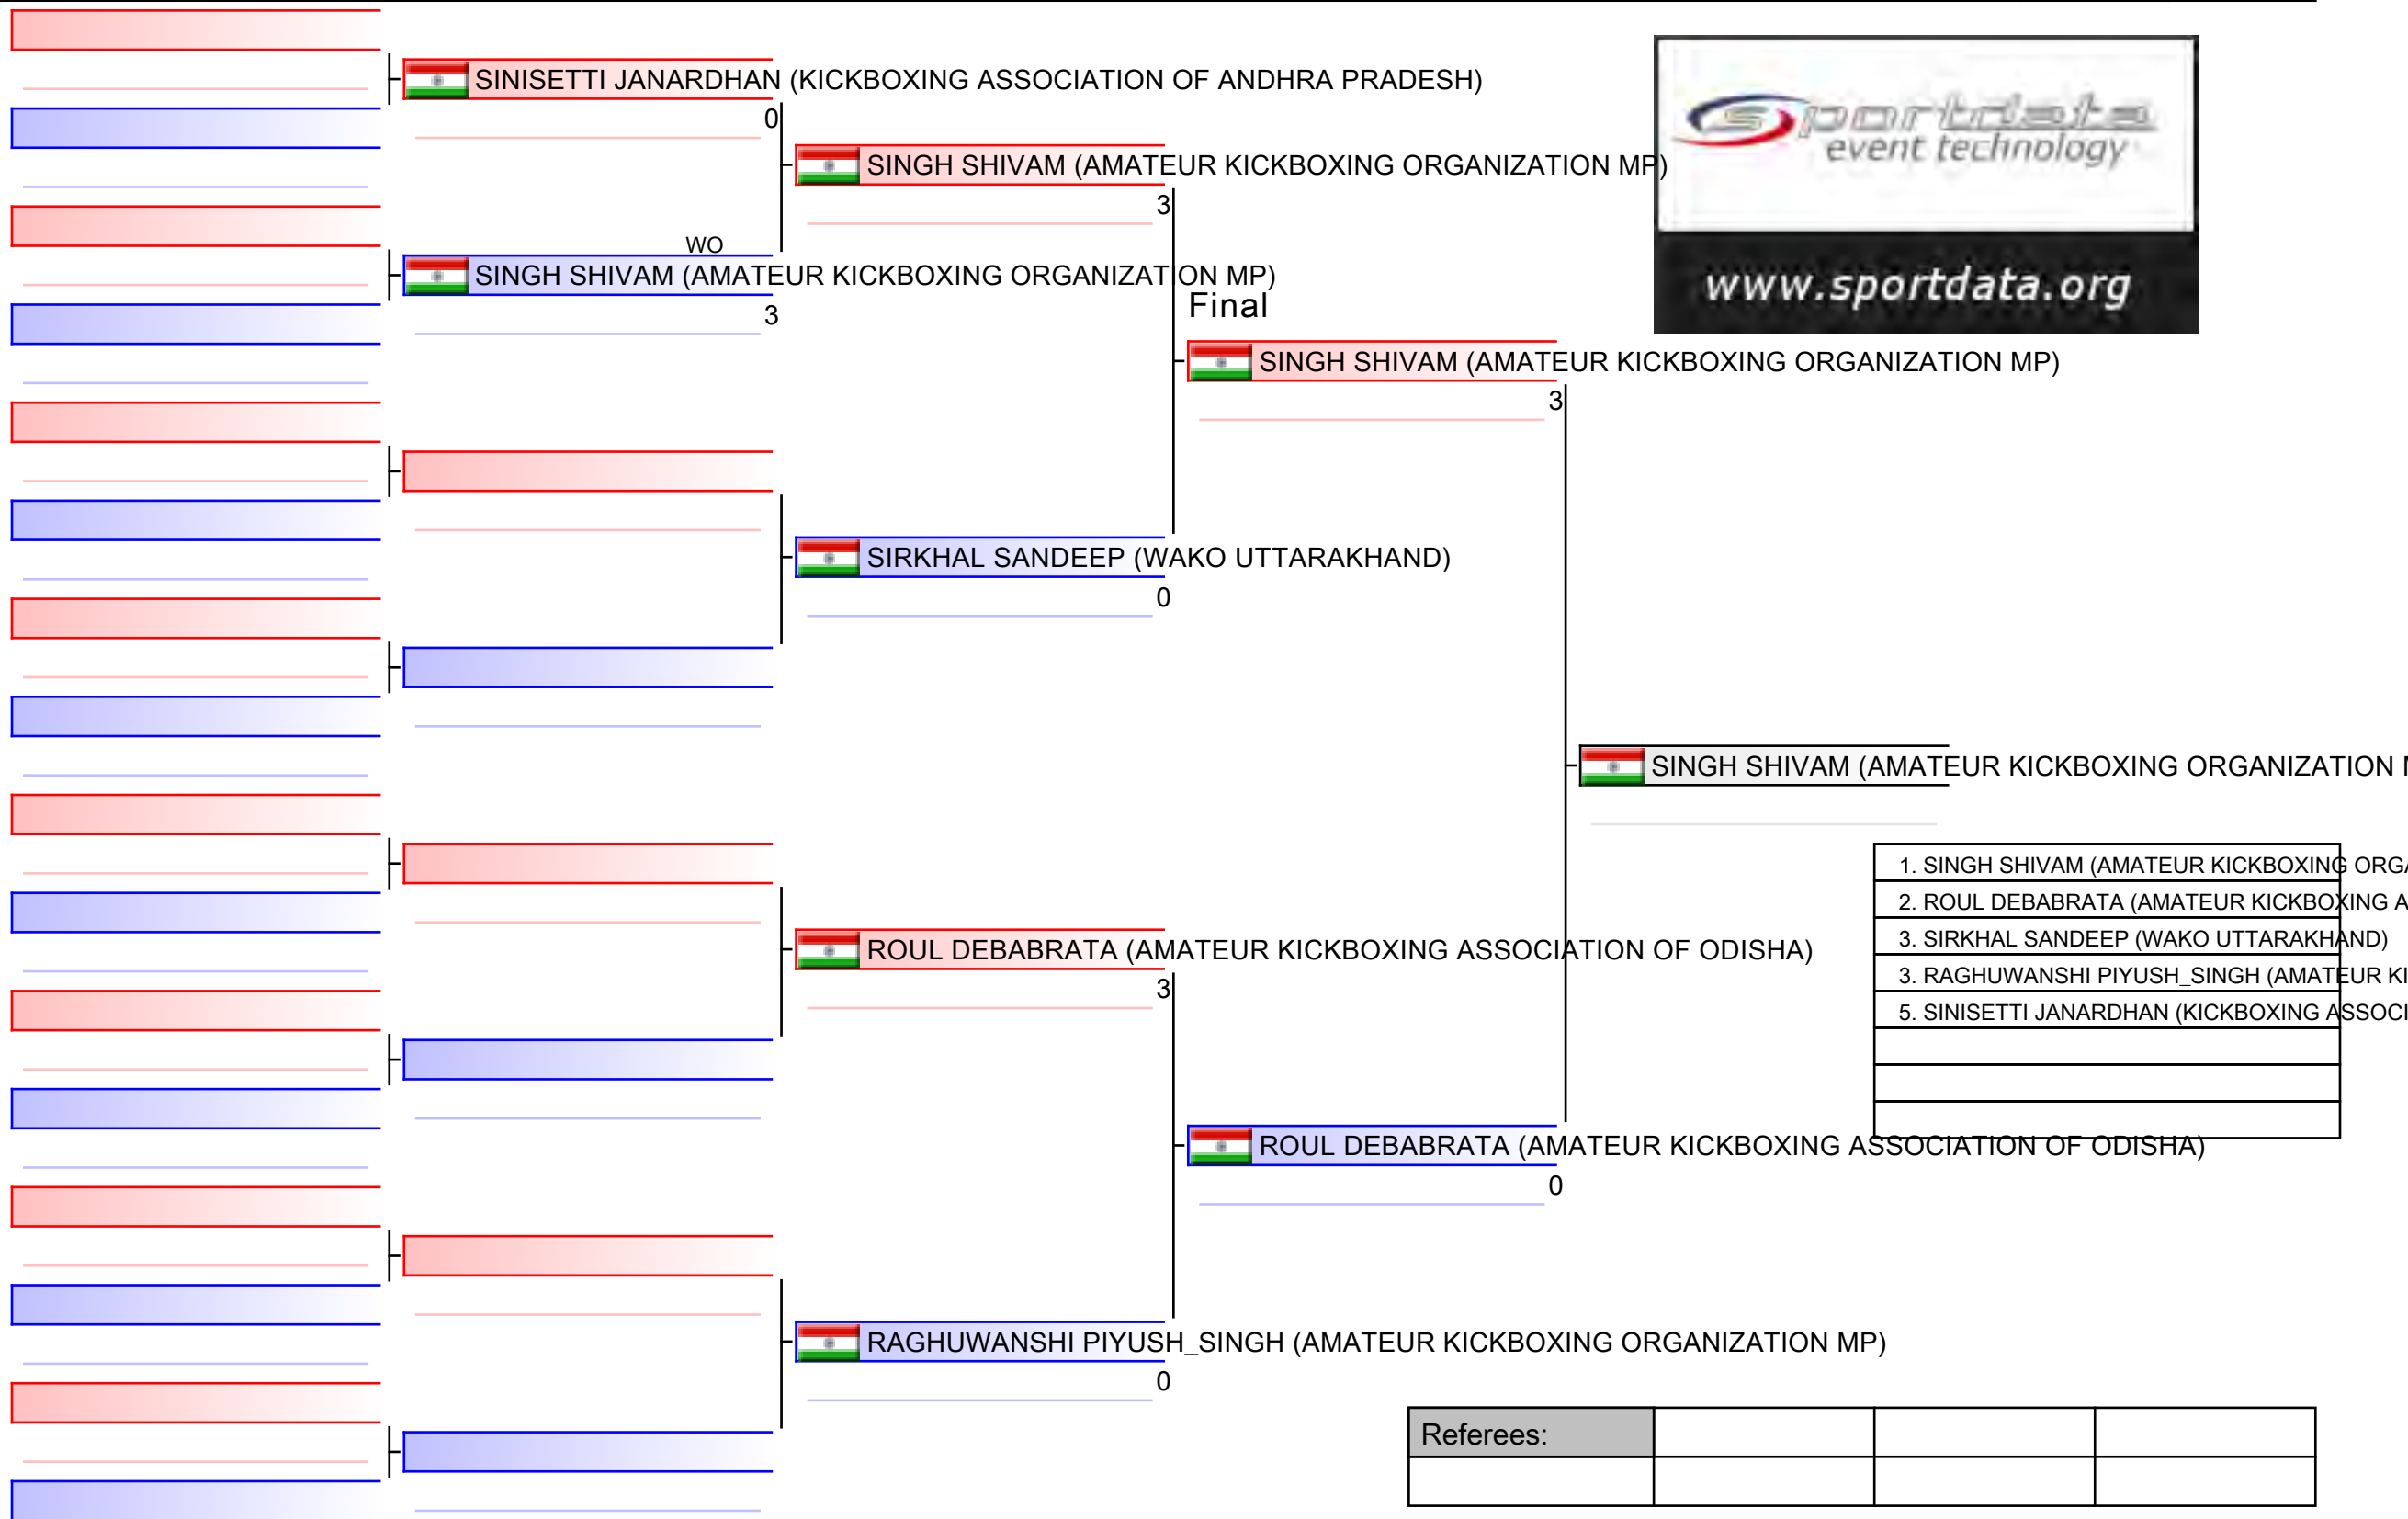 SINISETTI JANARDHAN (KICKBOXING ASSOCIATION OF ANDHRA PRADESH)
0
WO
SINGH SHIVAM (AMATEUR KICKBOXING ORGANIZATION MP)
3
SINGH SHIVAM (AMATEUR KICKBOXING ORGANIZATION MP)
3
SIRKHAL SANDEEP (WAKO UTTARAKHAND)
0
ROUL DEBABRATA (AMATEUR KICKBOXING ASSOCIATION OF ODISHA)
3
RAGHUWANSHI PIYUSH_SINGH (AMATEUR KICKBOXING ORGANIZATION MP)
0
Final
SINGH SHIVAM (AMATEUR KICKBOXING ORGANIZATION MP)
3
ROUL DEBABRATA (AMATEUR KICKBOXING ASSOCIATION OF ODISHA)
0
sportdata
event technology
www.sportdata.org
SINGH SHIVAM (AMATEUR KICKBOXING ORGANIZATION
1. SINGH SHIVAM (AMATEUR KICKBOXING ORGA
2. ROUL DEBABRATA (AMATEUR KICKBOXING A
3. SIRKHAL SANDEEP (WAKO UTTARAKHAND)
3. RAGHUWANSHI PIYUSH_SINGH (AMATEUR KI
5. SINISETTI JANARDHAN (KICKBOXING ASSOCI
Referees: